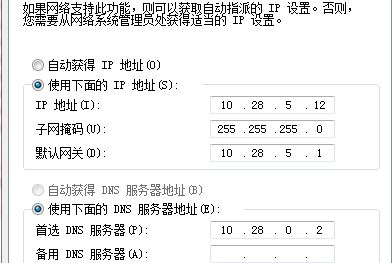 如果网络支持此功能，则可以获取自动指派的 IP 设置。否则，
您需要从网络系统管理员处获得适当的 IP 设置。
自动获得 IP 地址(O)
使用下面的 IP 地址(S):
IP 地址(I): 10 . 28 . 5 . 12
子网掩码(U): 255 . 255 . 255 . 0
默认网关(D): 10 . 28 . 5 . 1
自动获得 DNS 服务器地址(B)
使用下面的 DNS 服务器地址(E):
首选 DNS 服务器(P): 10 . 28 . 0 . 2
备用 DNS 服务器(A): . . .